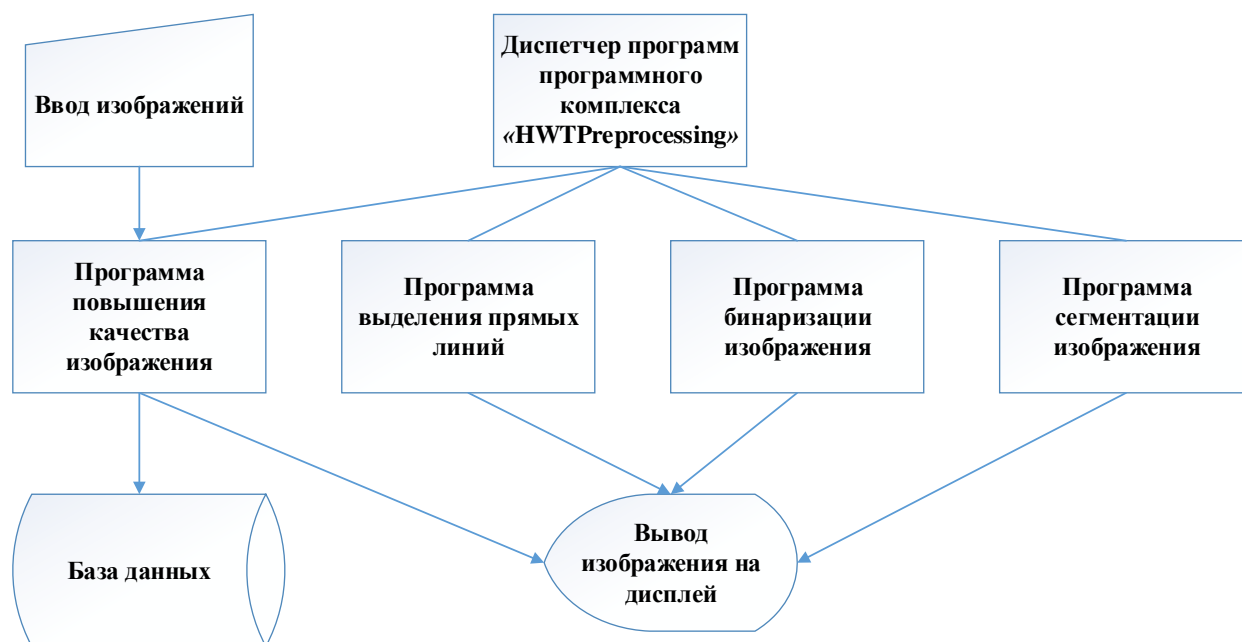 Ввод изображений
Диспетчер программ
программного
комплекса
«HWTPreprocessing»
Программа
повышения
качества
изображения
Программа
выделения прямых
линий
Программа
бинаризации
изображения
Программа
сегментации
изображения
База данных
Вывод
изображения на
дисплей